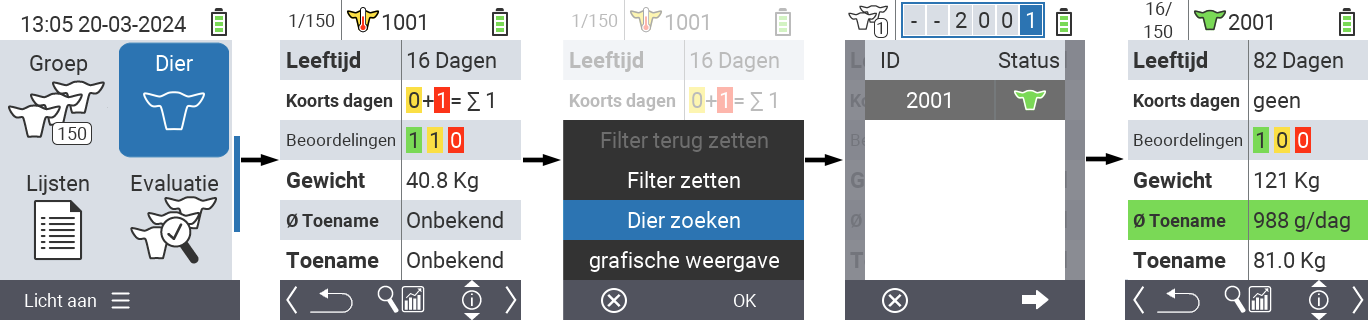 13:05 20-03-2024
Groep
Dier
150
Lijsten
Evaluatie
Licht aan
1/150
1001
Leeftijd 16 Dagen
Koorts dagen 0+1= ∑ 1
Beoordelingen 1 1 0
Gewicht 40.8 Kg
Ø Toename Onbekend
Toename Onbekend
1/150
1001
Leeftijd 16 Dagen
Koorts dagen 0+1= ∑ 1
Filter terug zetten
Filter zetten
Dier zoeken
grafische weergave
OK
1
- - 2 0 0 1
ID Status
2001
16/
150
2001
Leeftijd 82 Dagen
Koorts dagen geen
Beoordelingen 1 0 0
Gewicht 121 Kg
Ø Toename 988 g/dag
Toename 81.0 Kg